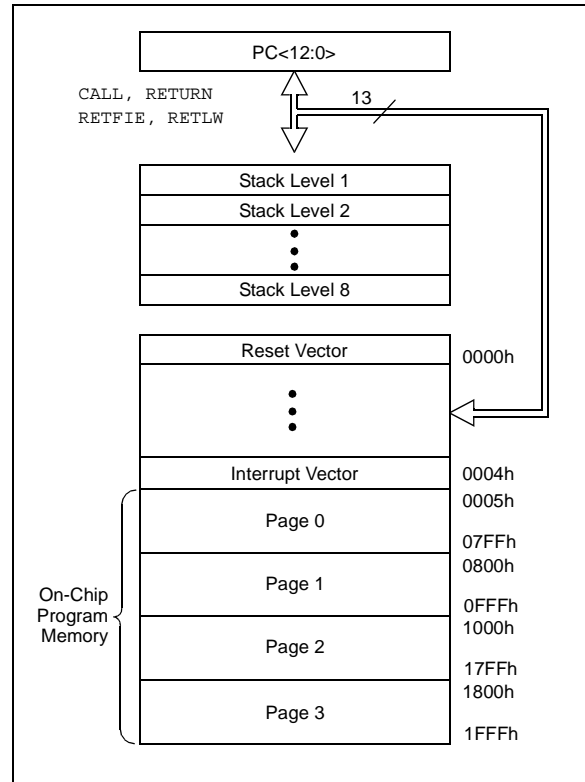 PC<12:0>
CALL, RETURN
RETFIE, RETLW
13
Stack Level 1
Stack Level 2
Stack Level 8
Reset Vector
0000h
Interrupt Vector
0004h
0005h
Page 0
07FFh
0800h
Page 1
0FFFh
1000h
Page 2
17FFh
1800h
Page 3
1FFFh
On-Chip
Program
Memory